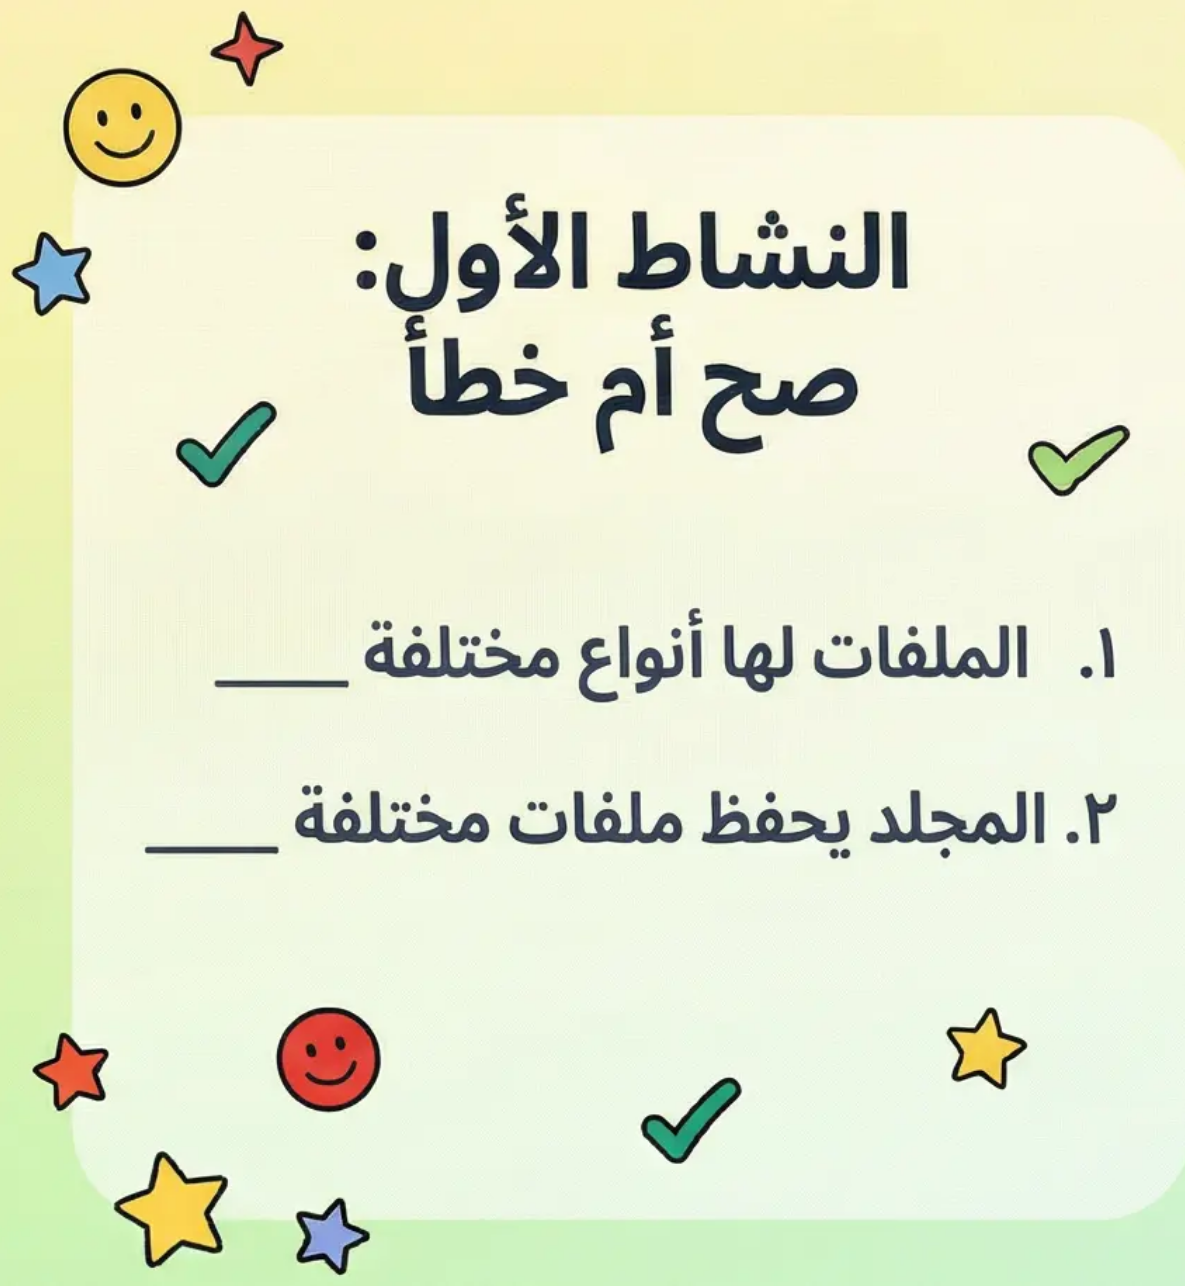 النشاط الأول:
صح أم خطأ
١. الملفات لها أنواع مختلفة ____
٢. المجلد يحفظ ملفات مختلفة ____